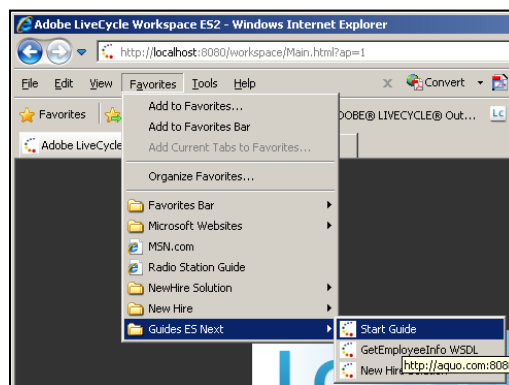 Adobe LiveCycle Workspace ES2 - Windows Internet Explorer
http://localhost:8080/workspace/Main.html?ap=1
File Edit View Favorites Tools Help
Convert
Favorites
DOBE® LIVECYCLE® Out...
LC
Adobe LiveCycle
Add to Favorites...
Add to Favorites Bar
Add Current Tabs to Favorites...
Organize Favorites...
Favorites Bar
Microsoft Websites
MSN.com
Radio Station Guide
NewHire Solution
New Hire
Guides ES Next
Start Guide
GetEmployeeInfo WSDL
New Hire
http://aquo.com:808